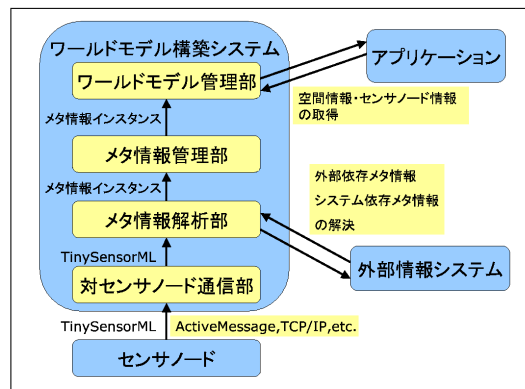 ワールドモデル構築システム
ワールドモデル管理部
アプリケーション
空間情報・センサノード情報
の取得
メタ情報インスタンス
メタ情報管理部
メタ情報インスタンス
外部依存メタ情報
システム依存メタ情報
の解決
メタ情報解析部
TinySensorML
外部情報システム
対センサノード通信部
TinySensorML
ActiveMessage,TCP/IP,etc.
センサノード